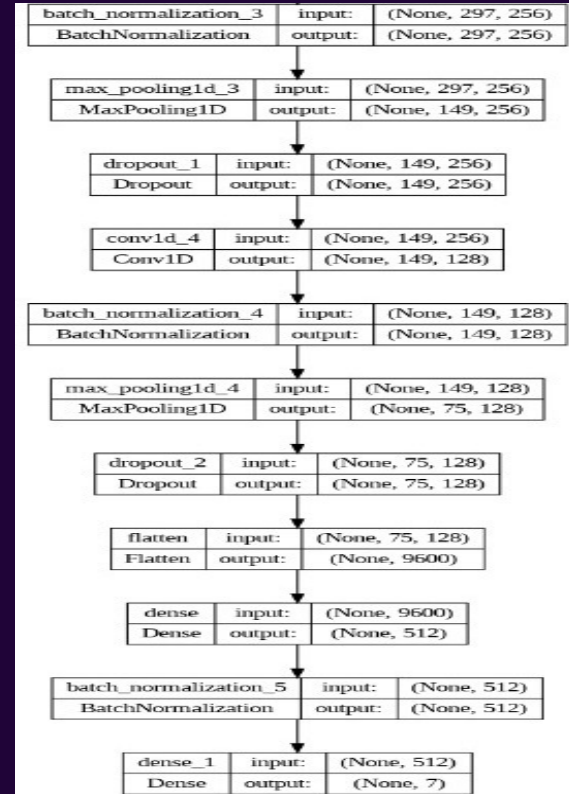 batch_normalization_3 input: (None, 297, 256)
BatchNormalization output: (None, 297, 256)
max_pooling1d_3 input: (None, 297, 256)
MaxPooling1D output: (None, 149, 256)
dropout_1 input: (None, 149, 256)
Dropout output: (None, 149, 256)
conv1d_4 input: (None, 149, 256)
Conv1D output: (None, 149, 128)
batch_normalization_4 input: (None, 149, 128)
BatchNormalization output: (None, 149, 128)
max_pooling1d_4 input: (None, 149, 128)
MaxPooling1D output: (None, 75, 128)
dropout_2 input: (None, 75, 128)
Dropout output: (None, 75, 128)
flatten input: (None, 75, 128)
Flatten output: (None, 9600)
dense input: (None, 9600)
Dense output: (None, 512)
batch_normalization_5 input: (None, 512)
BatchNormalization output: (None, 512)
dense_1 input: (None, 512)
Dense output: (None, 7)